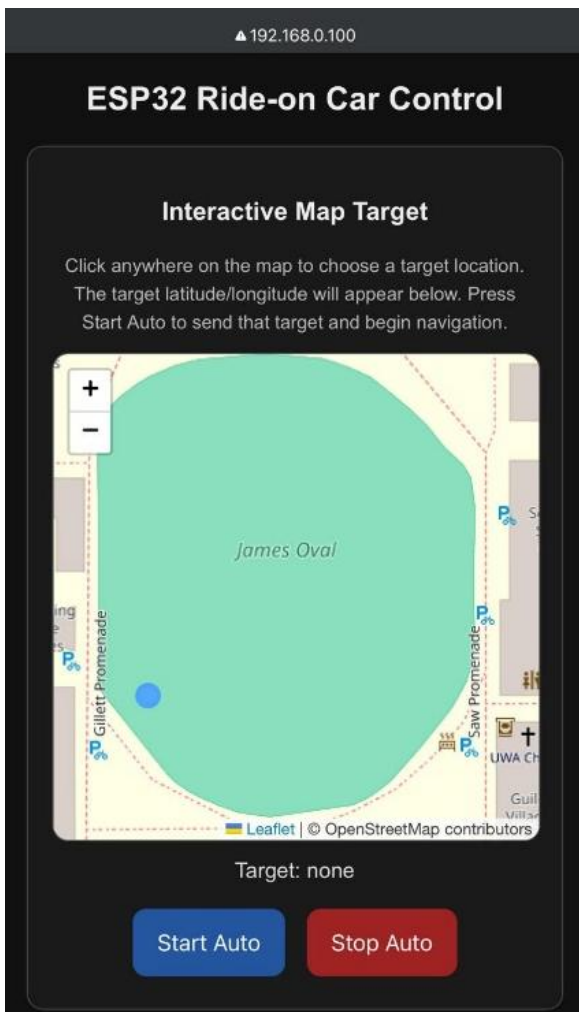 192.168.0.100
ESP32 Ride-on Car Control
Interactive Map Target
Click anywhere on the map to choose a target location.
The target latitude/longitude will appear below. Press
Start Auto to send that target and begin navigation.
+
−
James Oval
Gillett Promenade
Saw Promenade
P
P
P
P
P
UWA Ch
Guil
Villag
Leaflet | © OpenStreetMap contributors
Target: none
Start Auto
Stop Auto